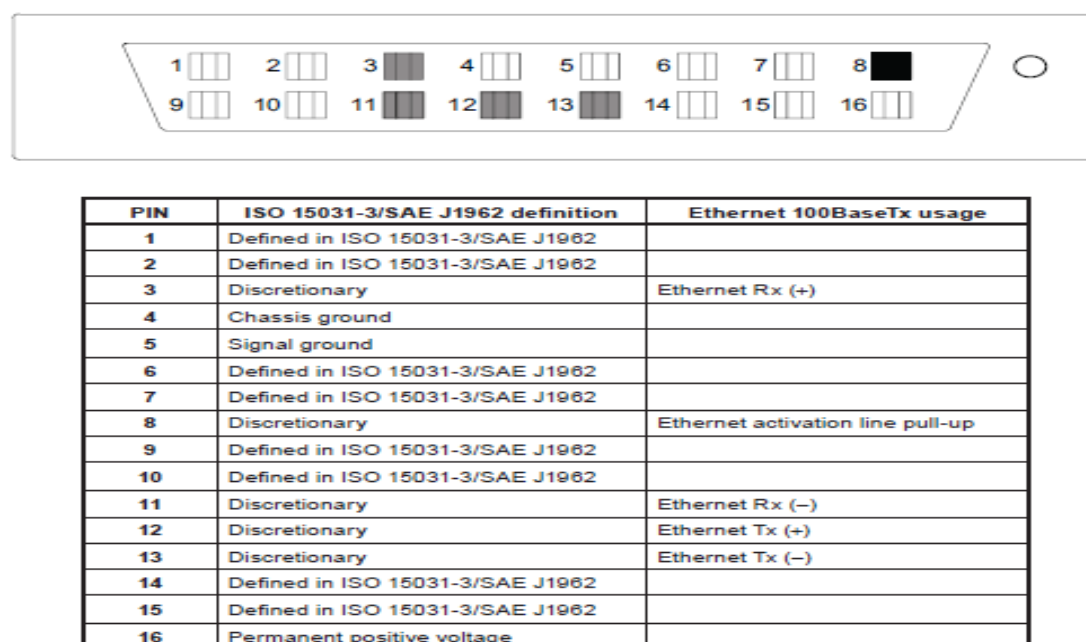 1 2 3 4 5 6 7 8
9 10 11 12 13 14 15 16
PIN ISO 15031-3/SAE J1962 definition Ethernet 100BaseTx usage
1 Defined in ISO 15031-3/SAE J1962
2 Defined in ISO 15031-3/SAE J1962
3 Discretionary Ethernet Rx (+)
4 Chassis ground
5 Signal ground
6 Defined in ISO 15031-3/SAE J1962
7 Defined in ISO 15031-3/SAE J1962
8 Discretionary Ethernet activation line pull-up
9 Defined in ISO 15031-3/SAE J1962
10 Defined in ISO 15031-3/SAE J1962
11 Discretionary Ethernet Rx (–)
12 Discretionary Ethernet Tx (+)
13 Discretionary Ethernet Tx (–)
14 Defined in ISO 15031-3/SAE J1962
15 Defined in ISO 15031-3/SAE J1962
16 Permanent positive voltage